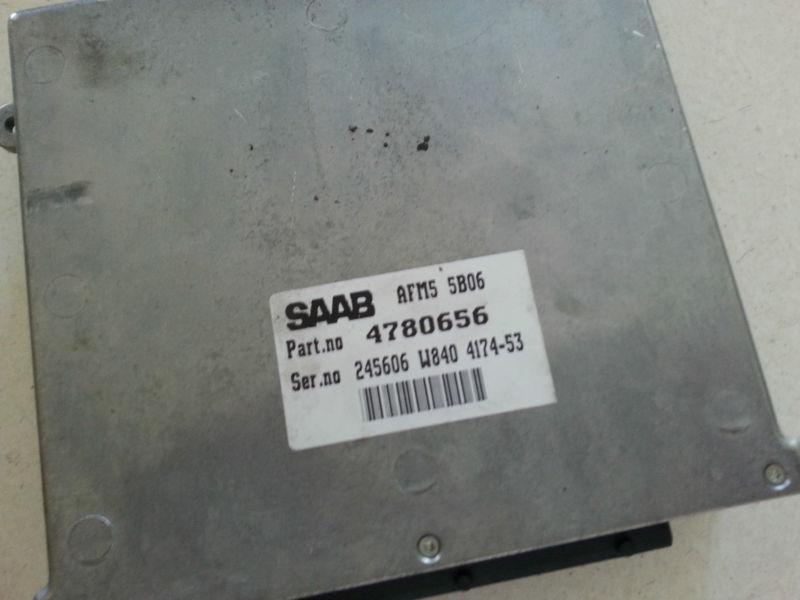 SAAB AFM5 5B06
Part.no 4780656
Ser.no 245606 W840 4174-53